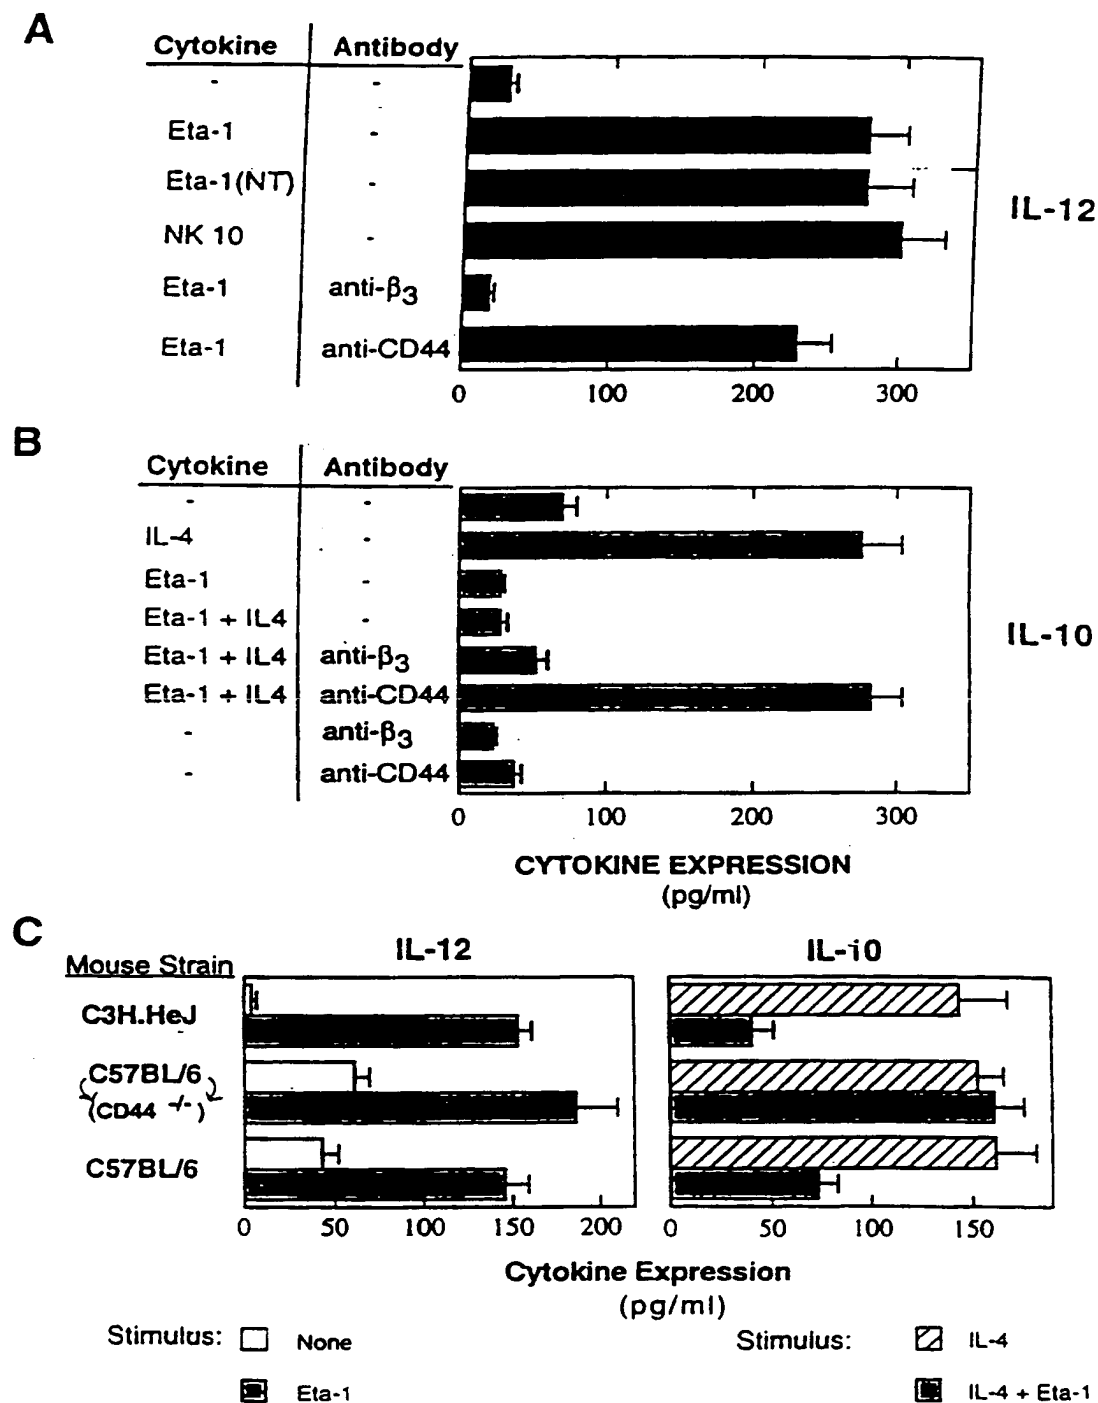 A
Cytokine Antibody
- -
Eta-1 -
Eta-1(NT) -
NK 10 -
Eta-1 anti-β3
Eta-1 anti-CD44
IL-12
0 100 200 300
B
Cytokine Antibody
- -
IL-4 -
Eta-1 -
Eta-1 + IL4 -
Eta-1 + IL4 anti-β3
Eta-1 + IL4 anti-CD44
- anti-β3
- anti-CD44
IL-10
0 100 200 300
CYTOKINE EXPRESSION
(pg/ml)
C
IL-12 IL-10
Mouse Strain
C3H.HeJ
C57BL/6
(CD44 -/-)
C57BL/6
0 50 100 150 200 0 50 100 150
Cytokine Expression
(pg/ml)
Stimulus: None Stimulus: IL-4
Eta-1 IL-4 + Eta-1